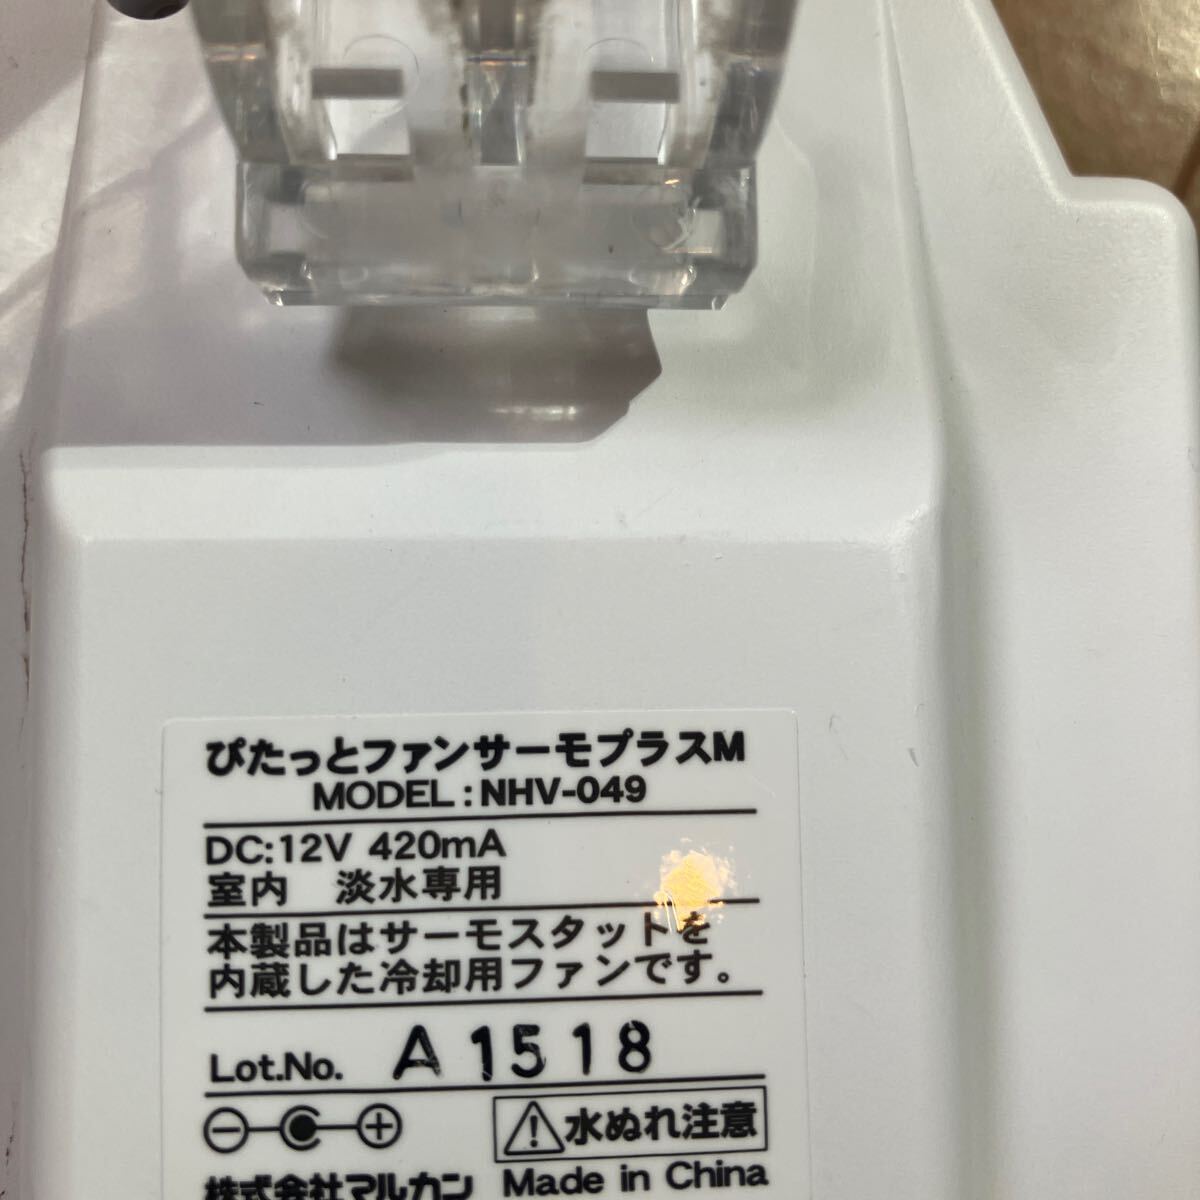 ぴたっとファンサーモプラスM
MODEL:NHV-049
DC:12V 420mA
室内　淡水専用
本製品はサーモスタットを
内蔵した冷却用ファンです。
Lot.No. A1518
⚠水ぬれ注意
株式会社マルカン Made in China